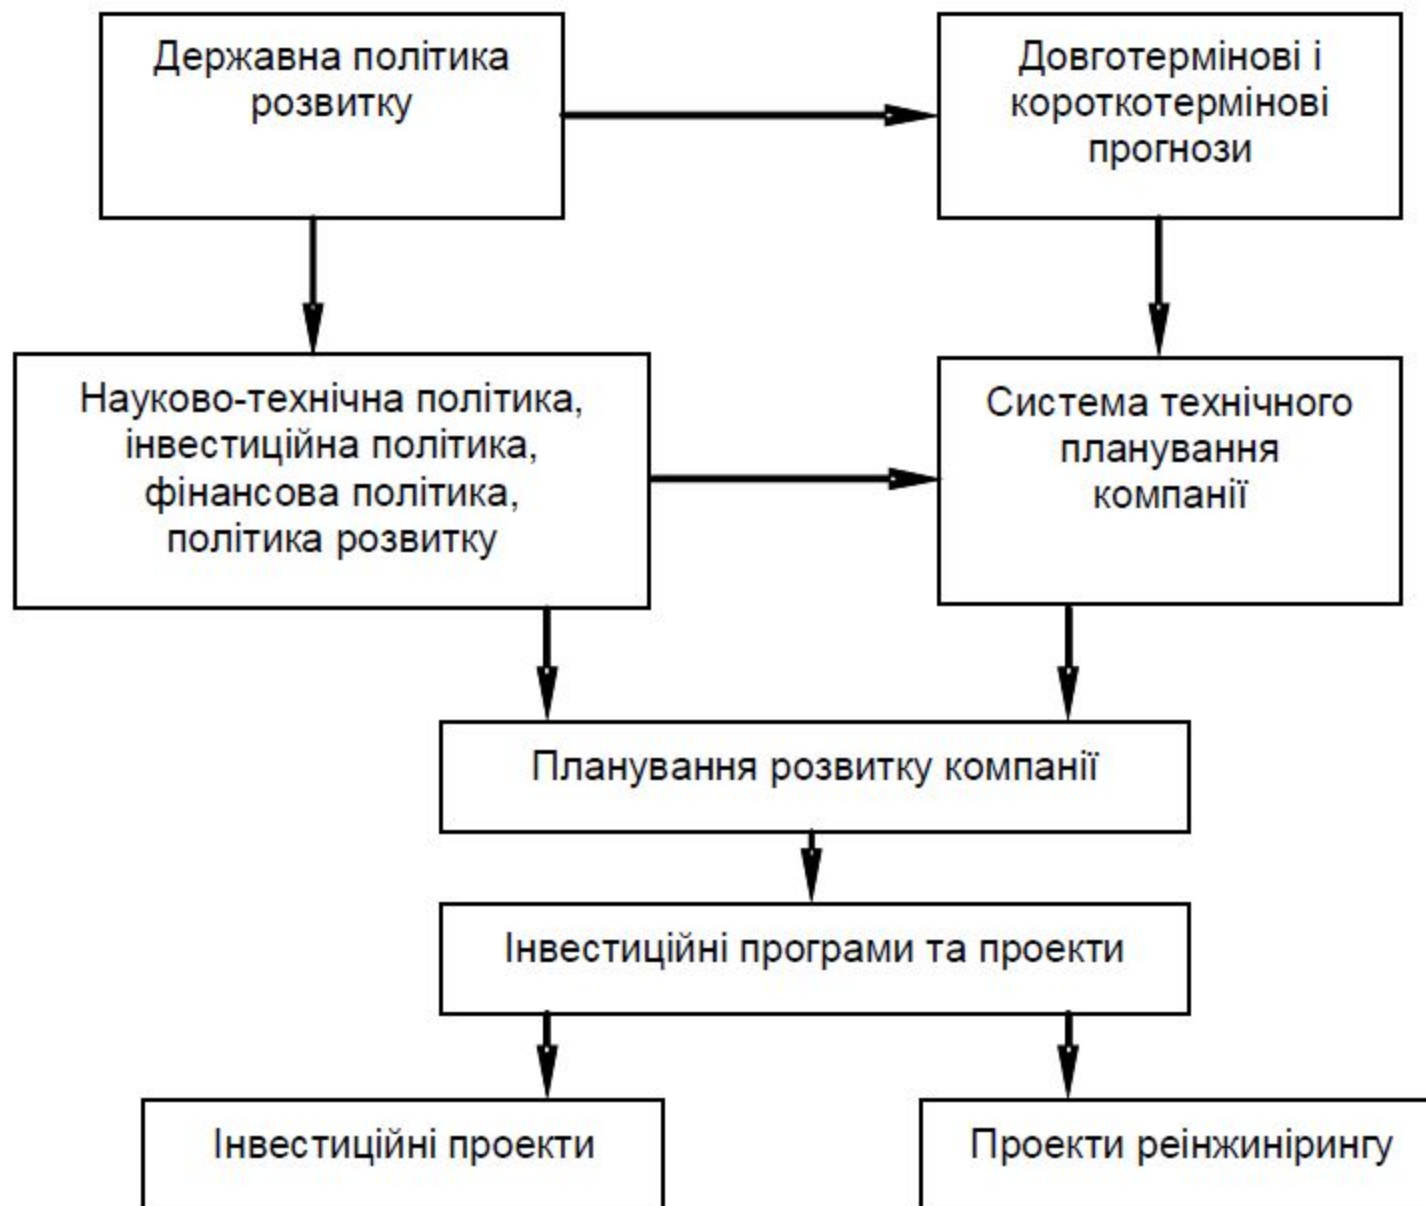 Державна політика
розвитку
Довготермінові і
короткотермінові
прогнози
Науково-технічна політика,
інвестиційна політика,
фінансова політика,
політика розвитку
Система технічного
планування
компанії
Планування розвитку компанії
Інвестиційні програми та проекти
Інвестиційні проекти
Проекти реінжинірингу